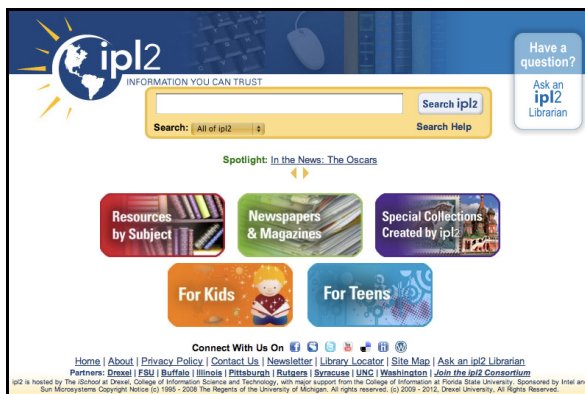 ipl2
INFORMATION YOU CAN TRUST
Have a
question?
Ask an
ipl2
Librarian
Search ipl2
Search: All of ipl2
Search Help
Spotlight: In the News: The Oscars
Resources
by Subject
Newspapers
& Magazines
Special Collections
Created by ipl2
For Kids
For Teens
Connect With Us On
Home | About | Privacy Policy | Contact Us | Newsletter | Library Locator | Site Map | Ask an ipl2 Librarian
Partners: Drexel | FSU | Buffalo | Illinois | Pittsburgh | Rutgers | Syracuse | UNC | Washington | Join the ipl2 Consortium
ipl2 is hosted by The iSchool at Drexel, College of Information Science and Technology, with major support from the College of Information at Florida State University. Sponsored by Intel and
Sun Microsystems Copyright Notice (c) 1995 - 2008 The Regents of the University of Michigan. All rights reserved. (c) 2009 - 2012, Drexel University, All Rights Reserved.